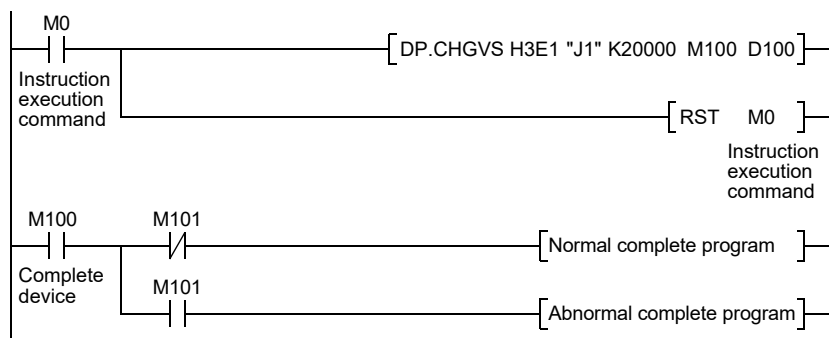 M0
DP.CHGVS H3E1 "J1" K20000 M100 D100
Instruction
execution
command
RST M0
Instruction
execution
command
M100
M101
Normal complete program
Complete
device
M101
Abnormal complete program